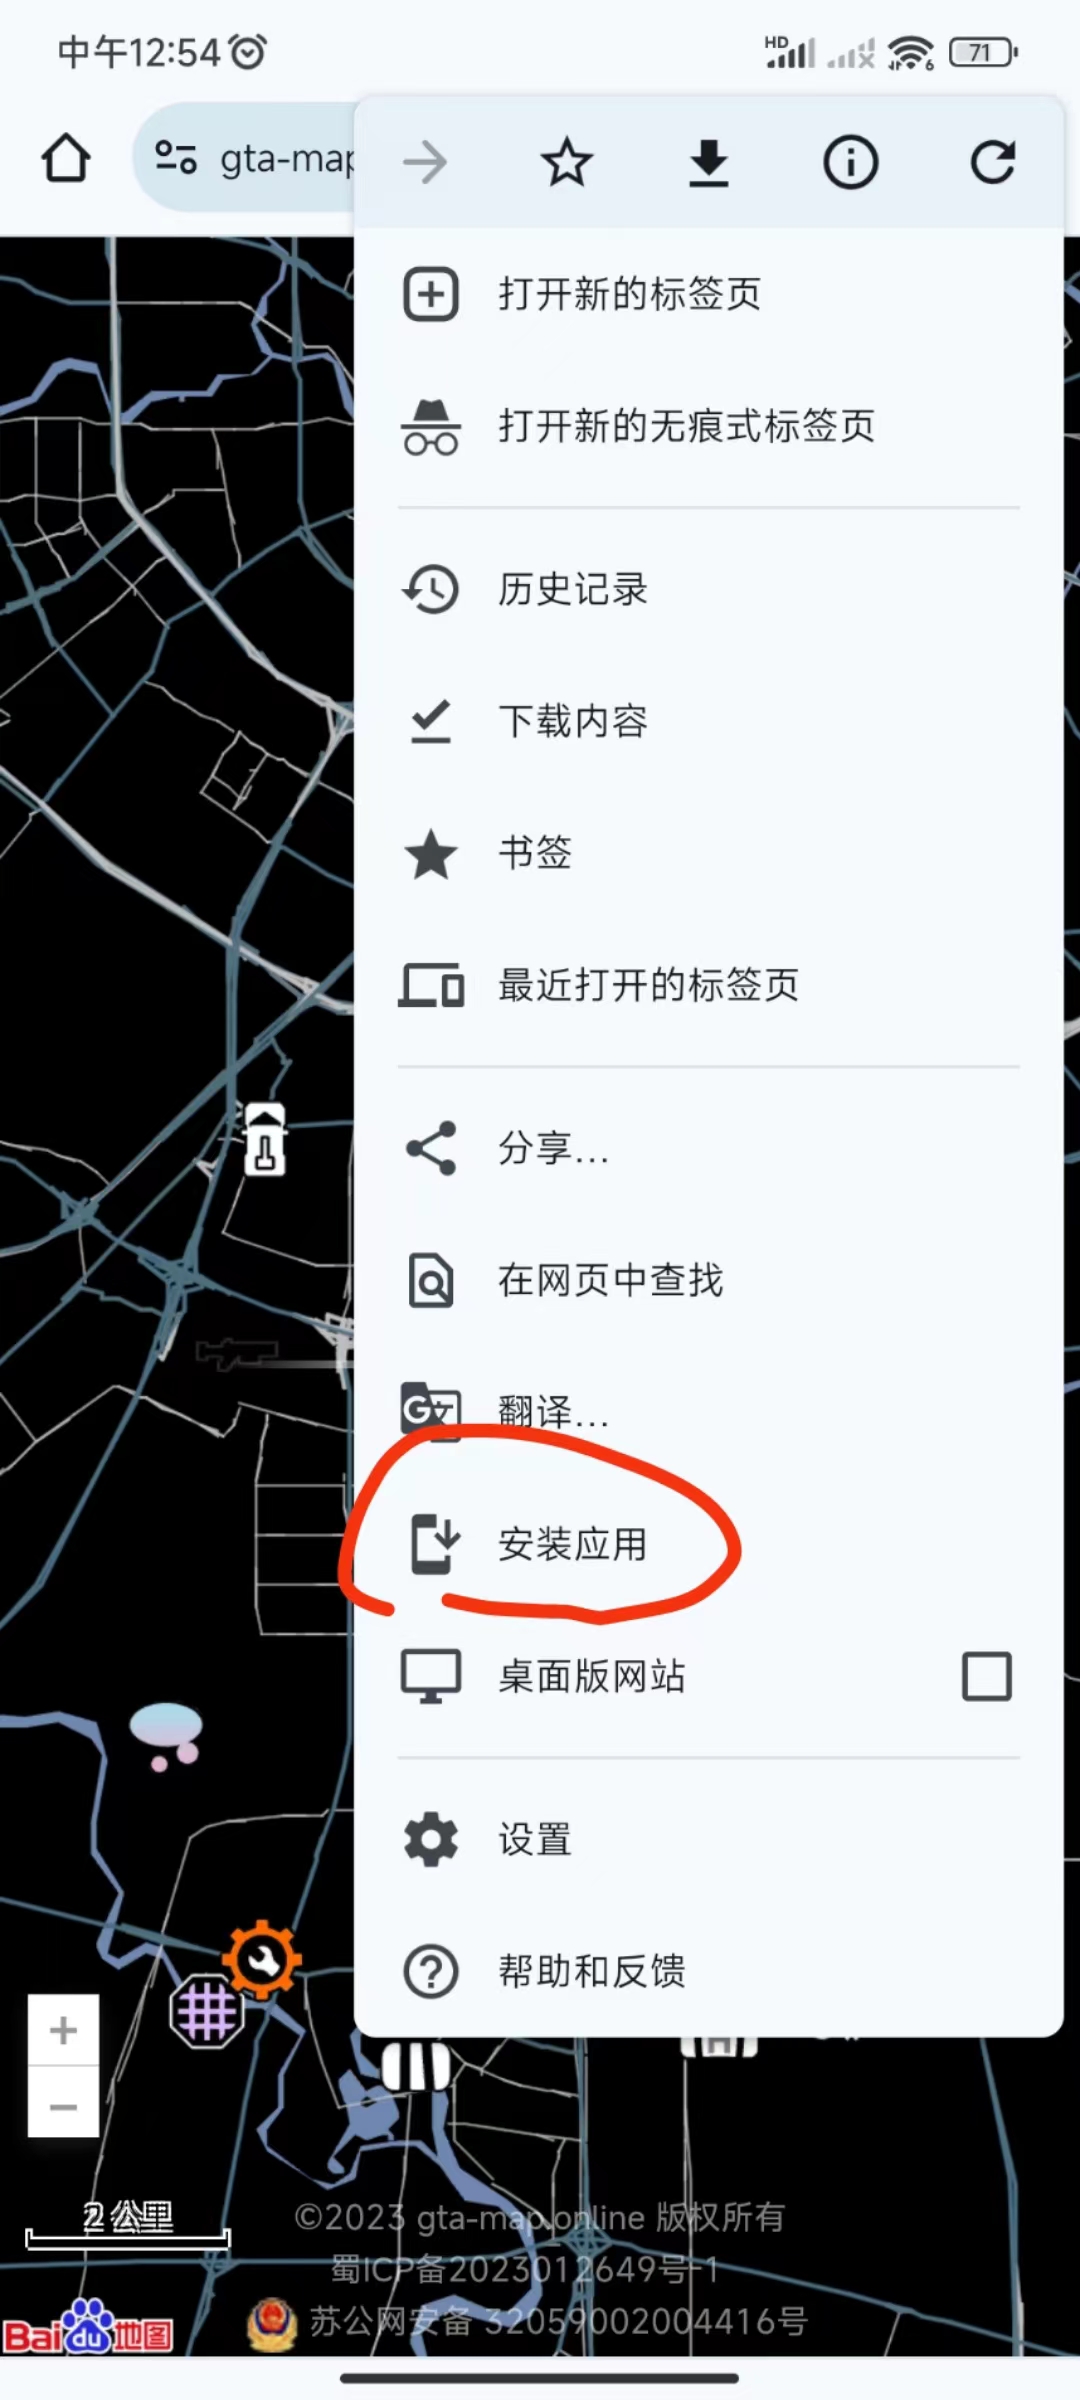 中午12:54
HD
6
71
gta-map
打开新的标签页
打开新的无痕式标签页
历史记录
下载内容
书签
最近打开的标签页
分享...
在网页中查找
G文
翻译...
安装应用
桌面版网站
设置
帮助和反馈
2 公里
©2023 gta-map.online 版权所有
蜀ICP备2023012649号-1
苏公网安备 32059002004416号
Bai du 地图